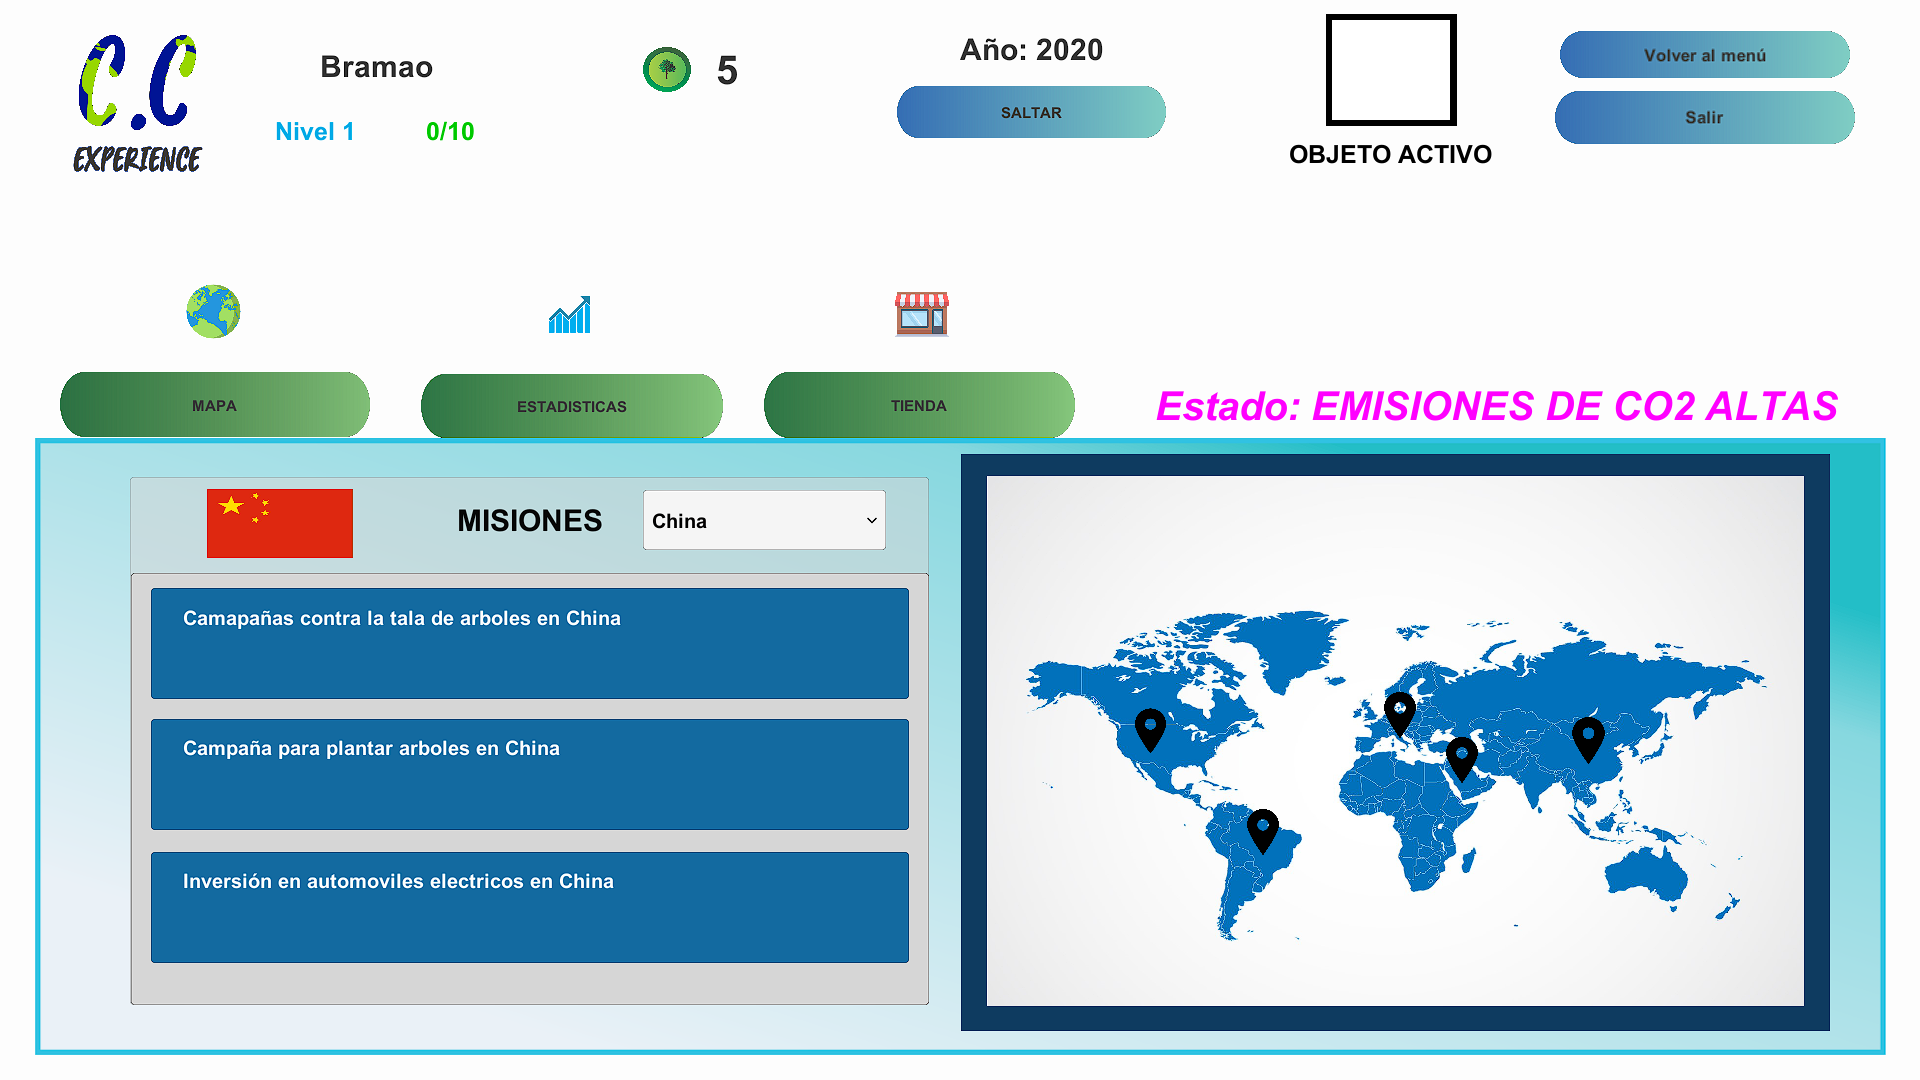 C.C
EXPERIENCE
Bramao
Nivel 1
0/10
5
Año: 2020
SALTAR
OBJETO ACTIVO
Volver al menú
Salir
MAPA
ESTADISTICAS
TIENDA
Estado: EMISIONES DE CO2 ALTAS
MISIONES
China
Camapañas contra la tala de arboles en China
Campaña para plantar arboles en China
Inversión en automoviles electricos en China